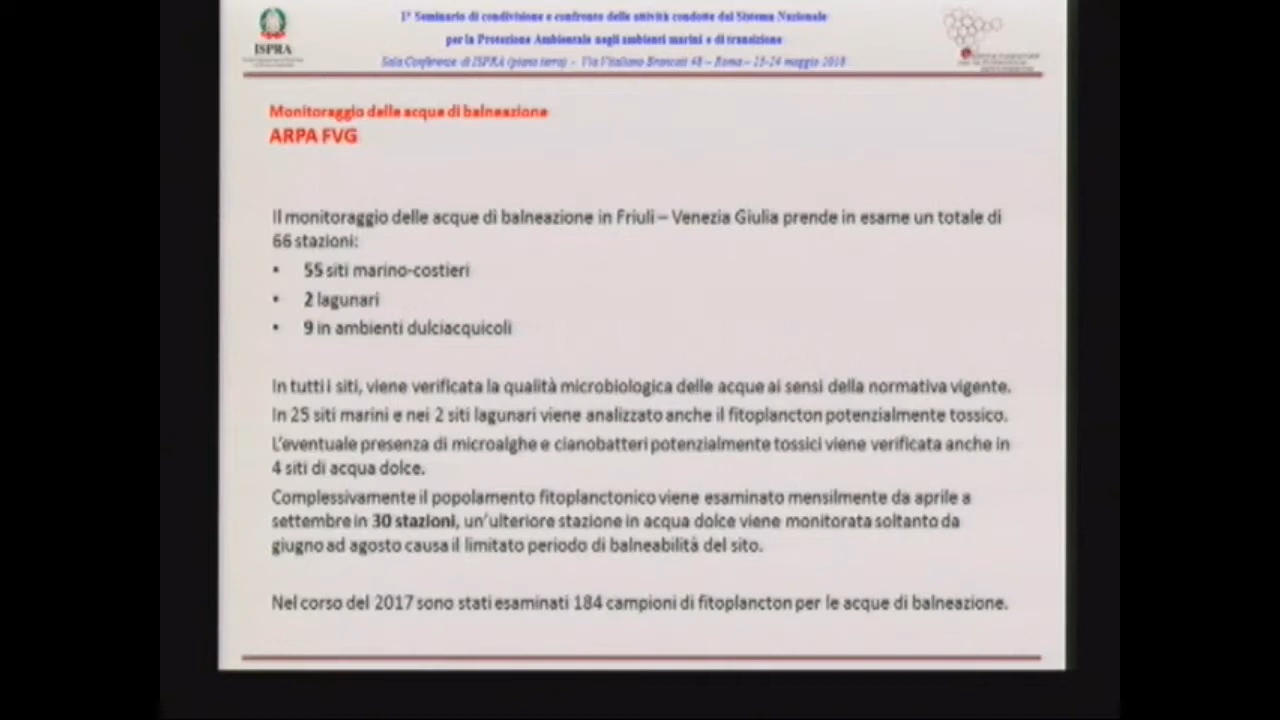 ISPRA
1° Seminario di condivisione e confronto delle attività condotte dal Sistema Nazionale
per la Protezione Ambientale negli ambienti marini e di transizione
Sala Conferenze di ISPRA (piano terra) - Via Vitaliano Brancati 48 – Roma – 23-24 maggio 2018
Monitoraggio delle acque di balneazione
ARPA FVG
Il monitoraggio delle acque di balneazione in Friuli – Venezia Giulia prende in esame un totale di
66 stazioni:
• 55 siti marino-costieri
• 2 lagunari
• 9 in ambienti dulciacquicoli
In tutti i siti, viene verificata la qualità microbiologica delle acque ai sensi della normativa vigente.
In 25 siti marini e nei 2 siti lagunari viene analizzato anche il fitoplancton potenzialmente tossico.
L'eventuale presenza di microalghe e cianobatteri potenzialmente tossici viene verificata anche in
4 siti di acqua dolce.
Complessivamente il popolamento fitoplanctonico viene esaminato mensilmente da aprile a
settembre in 30 stazioni, un'ulteriore stazione in acqua dolce viene monitorata soltanto da
giugno ad agosto causa il limitato periodo di balneabilità del sito.
Nel corso del 2017 sono stati esaminati 184 campioni di fitoplancton per le acque di balneazione.